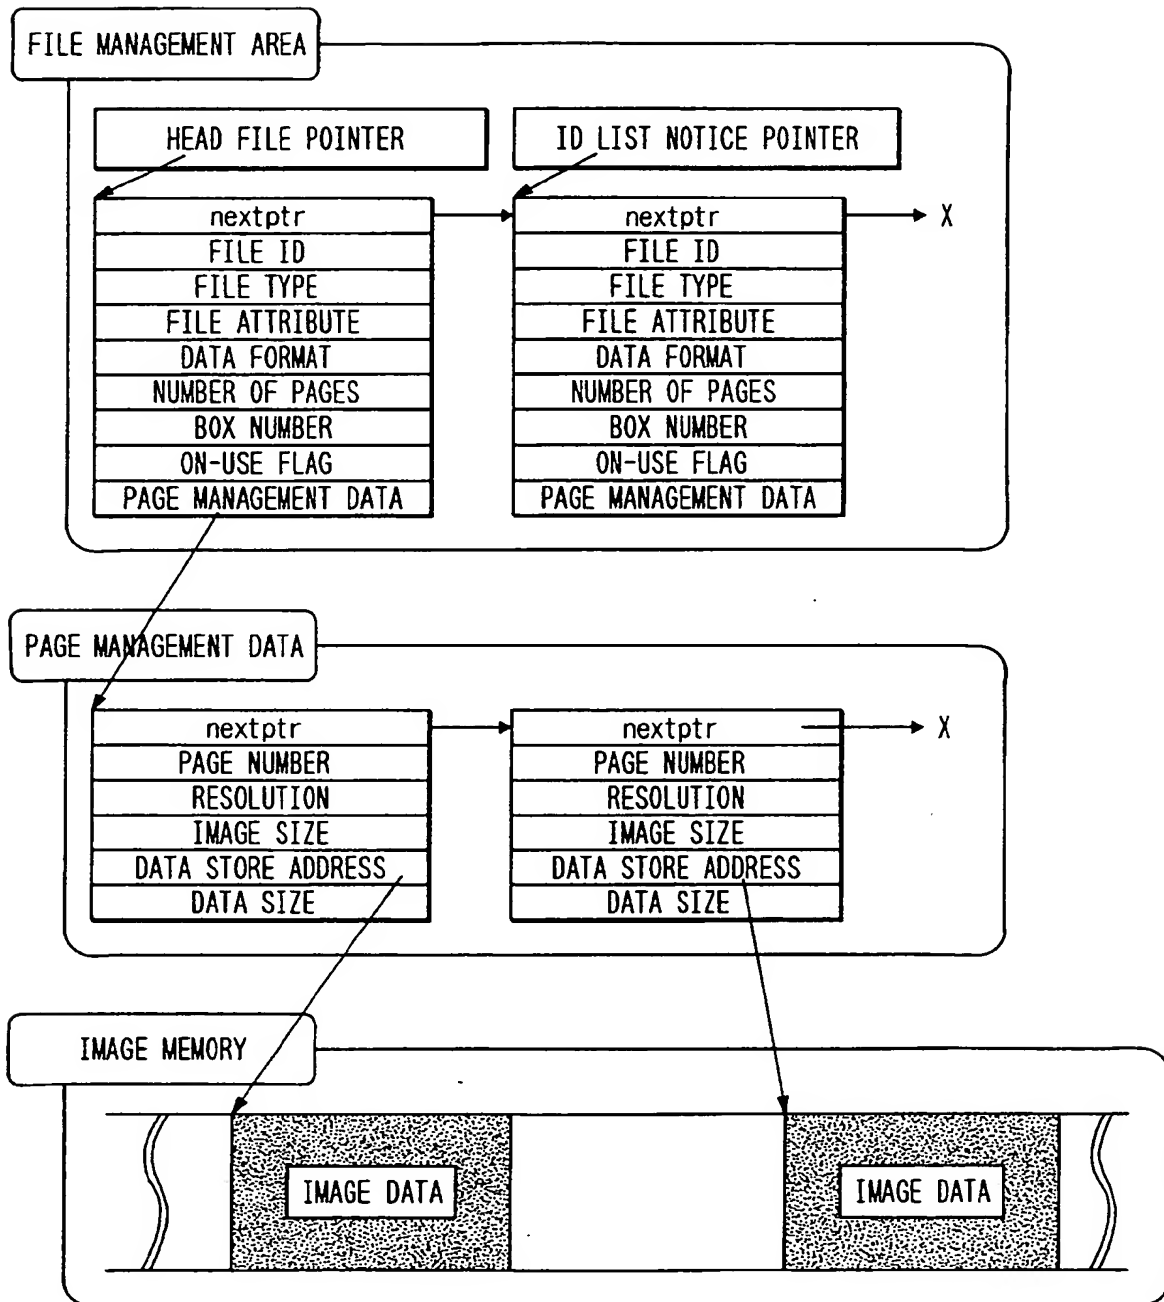 FILE MANAGEMENT AREA
HEAD FILE POINTER
ID LIST NOTICE POINTER
nextptr
FILE ID
FILE TYPE
FILE ATTRIBUTE
DATA FORMAT
NUMBER OF PAGES
BOX NUMBER
ON-USE FLAG
PAGE MANAGEMENT DATA
nextptr
FILE ID
FILE TYPE
FILE ATTRIBUTE
DATA FORMAT
NUMBER OF PAGES
BOX NUMBER
ON-USE FLAG
PAGE MANAGEMENT DATA
X
PAGE MANAGEMENT DATA
nextptr
PAGE NUMBER
RESOLUTION
IMAGE SIZE
DATA STORE ADDRESS
DATA SIZE
nextptr
PAGE NUMBER
RESOLUTION
IMAGE SIZE
DATA STORE ADDRESS
DATA SIZE
X
IMAGE MEMORY
IMAGE DATA
IMAGE DATA